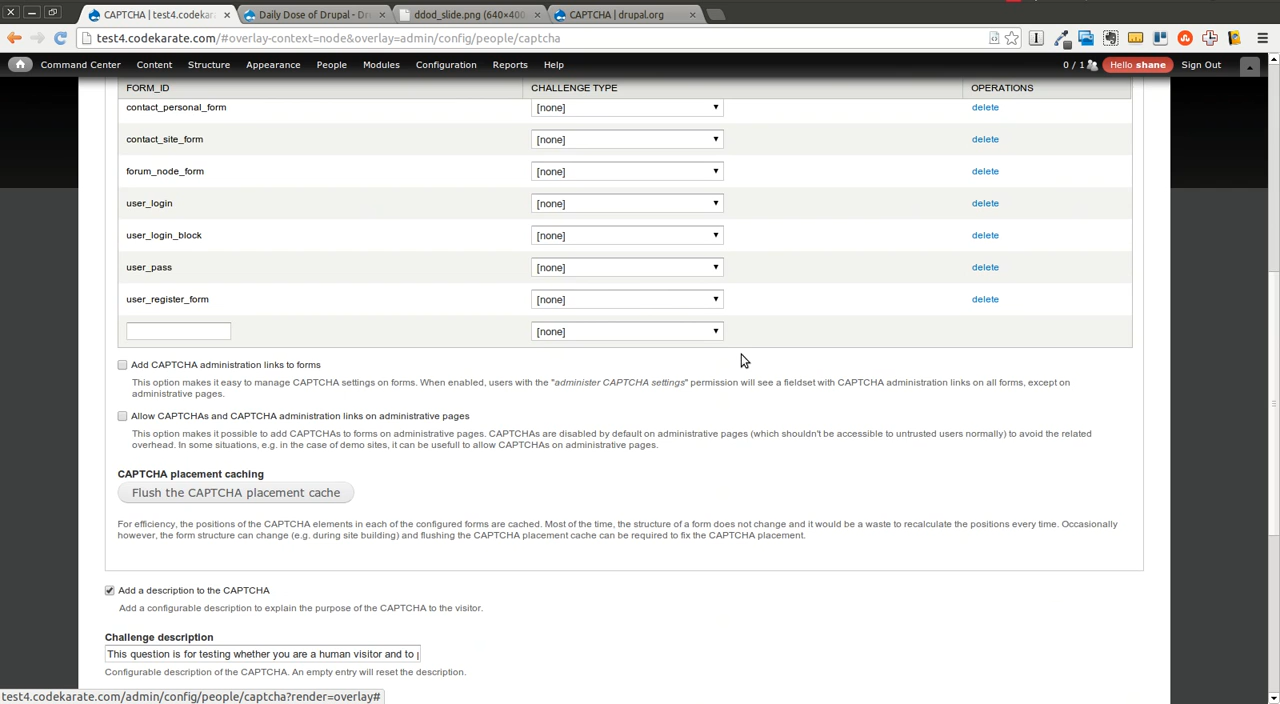 CAPTCHA | test4.codekara
Daily Dose of Drupal - Dr
ddod_slide.png (640×400
CAPTCHA | drupal.org
test4.codekarate.com/#overlay-context=node&overlay=admin/config/people/captcha
Command Center Content Structure Appearance People Modules Configuration Reports Help 0 / 1 Hello shane Sign Out
FORM_ID CHALLENGE TYPE OPERATIONS
contact_personal_form [none] delete
contact_site_form [none] delete
forum_node_form [none] delete
user_login [none] delete
user_login_block [none] delete
user_pass [none] delete
user_register_form [none] delete
[none]
Add CAPTCHA administration links to forms
This option makes it easy to manage CAPTCHA settings on forms. When enabled, users with the "administer CAPTCHA settings" permission will see a fieldset with CAPTCHA administration links on all forms, except on
administrative pages.
Allow CAPTCHAs and CAPTCHA administration links on administrative pages
This option makes it possible to add CAPTCHAs to forms on administrative pages. CAPTCHAs are disabled by default on administrative pages (which shouldn't be accessible to untrusted users normally) to avoid the related
overhead. In some situations, e.g. in the case of demo sites, it can be usefull to allow CAPTCHAs on administrative pages.
CAPTCHA placement caching
Flush the CAPTCHA placement cache
For efficiency, the positions of the CAPTCHA elements in each of the configured forms are cached. Most of the time, the structure of a form does not change and it would be a waste to recalculate the positions every time. Occasionally
however, the form structure can change (e.g. during site building) and flushing the CAPTCHA placement cache can be required to fix the CAPTCHA placement.
Add a description to the CAPTCHA
Add a configurable description to explain the purpose of the CAPTCHA to the visitor.
Challenge description
This question is for testing whether you are a human visitor and to
Configurable description of the CAPTCHA. An empty entry will reset the description.
test4.codekarate.com/admin/config/people/captcha?render=overlay#